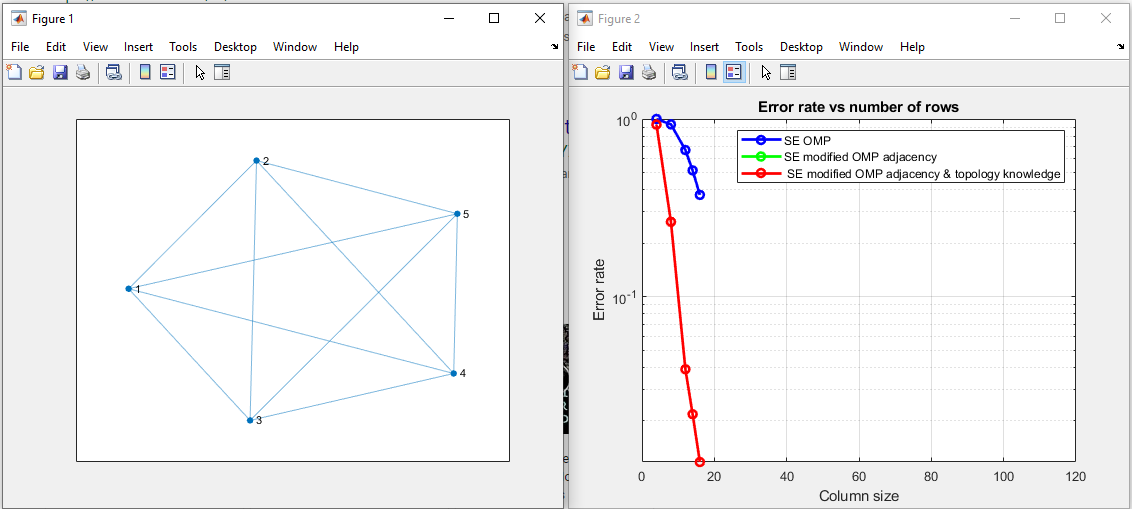 Figure 1
File Edit View Insert Tools Desktop Window Help
2
5
1
4
3
Figure 2
File Edit View Insert Tools Desktop Window Help
Error rate vs number of rows
10^0
10^-1
Error rate
SE OMP
SE modified OMP adjacency
SE modified OMP adjacency & topology knowledge
0 20 40 60 80 100 120
Column size